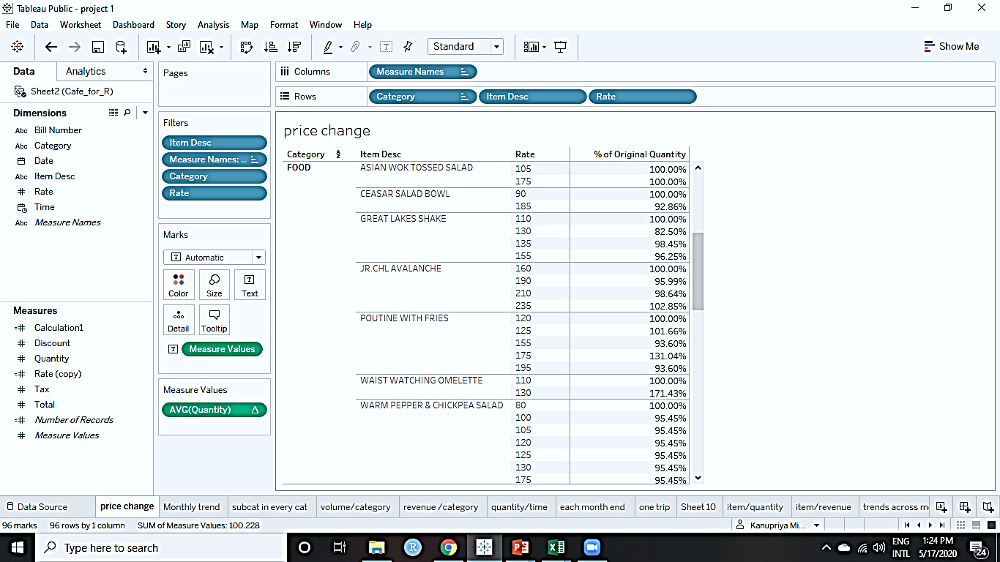 Tableau Public - project 1
File Data Worksheet Dashboard Story Analysis Map Format Window Help
Standard Show Me
Data Analytics
Sheet2 (Cafe_for_R)
Dimensions
Abc Bill Number
Abc Category
Date
Abc Item Desc
# Rate
Time
Abc Measure Names
Measures
=# Calculation1
# Discount
# Quantity
=# Rate (copy)
# Tax
# Total
=# Number of Records
# Measure Values
Pages
Filters
Item Desc
Measure Names: ..
Category
Rate
Marks
T Automatic
Color Size Text
Detail Tooltip
T Measure Values
Measure Values
AVG(Quantity) Δ
Columns Measure Names
Rows Category Item Desc Rate
price change
Category Item Desc Rate % of Original Quantity
FOOD ASIAN WOK TOSSED SALAD 105 100.00%
175 100.00%
CEASAR SALAD BOWL 90 100.00%
185 92.86%
GREAT LAKES SHAKE 110 100.00%
130 82.50%
135 98.45%
155 96.25%
JR.CHL AVALANCHE 160 100.00%
190 95.99%
210 98.64%
235 102.85%
POUTINE WITH FRIES 120 100.00%
125 101.66%
155 93.60%
175 131.04%
195 93.60%
WAIST WATCHING OMELETTE 110 100.00%
130 171.43%
WARM PEPPER & CHICKPEA SALAD 80 100.00%
100 95.45%
105 95.45%
120 95.45%
125 95.45%
130 95.45%
175 95.45%
Data Source price change Monthly trend subcat in every cat volume/category revenue /category quantity/time each month end one trip Sheet 10 item/quantity item/revenue trends across m
96 marks 96 rows by 1 column SUM of Measure Values: 100.228 Kanupriya Mi...
Type here to search
ENG 1:24 PM
INTL 5/17/2020 24